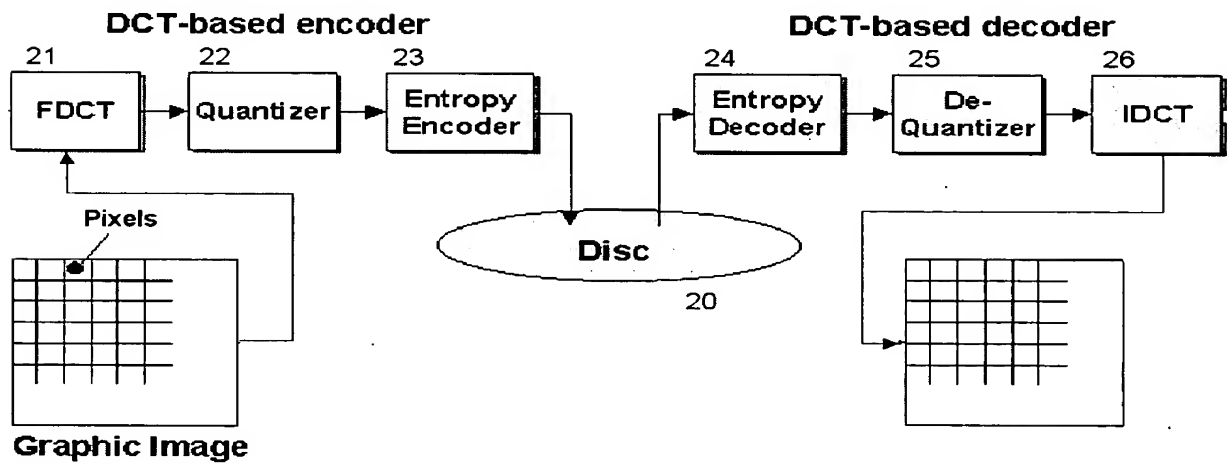 DCT-based encoder
DCT-based decoder
21
22
23
24
25
26
FDCT
Quantizer
Entropy
Encoder
Entropy
Decoder
De-
Quantizer
IDCT
Pixels
Disc
20
Graphic Image